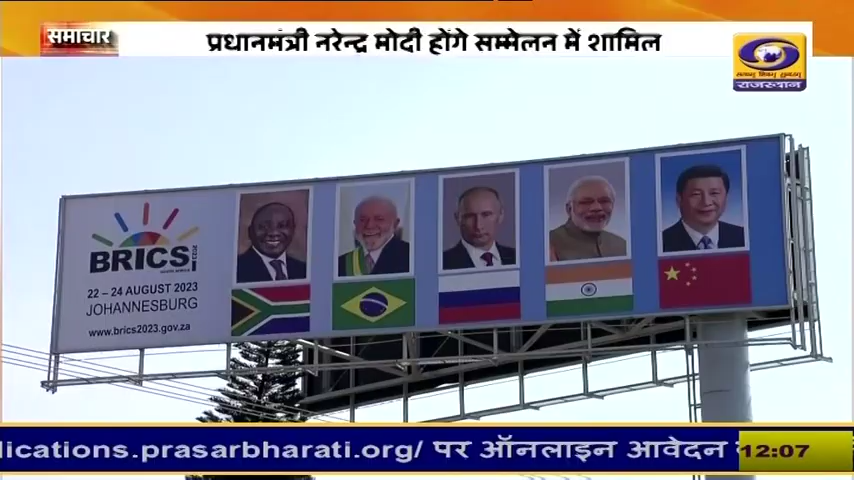 समाचार
प्रधानमंत्री नरेन्द्र मोदी होंगे सम्मेलन में शामिल
राजस्थान
BRICS
2023
SOUTH AFRICA
22 – 24 AUGUST 2023
JOHANNESBURG
www.brics2023.gov.za
lications.prasarbharati.org/ पर ऑनलाइन आवेदन
12:07